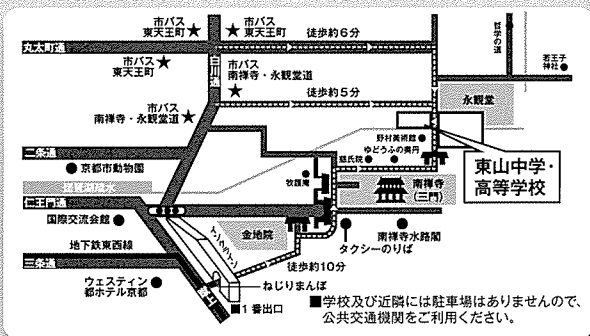 市バス
東天王町★
市バス
★東天王町
徒歩約6分
丸太町通
市バス
東天王町★
白川通
市バス
南禅寺・永観堂道
★
市バス
南禅寺・永観堂道★
徒歩約5分
哲学の道
若王子
神社●
永観堂
野村美術館●
ゆどうふの奥丹
慈氏院
●
●
東山中学・
高等学校
二条通
●京都市動物園
琵琶湖疏水
牧護庵
●
南禅寺
(三門)
仁王門通
国際交流会館●
金地院
トンネルトン
●
タクシーのりば
●
南禅寺水路閣
地下鉄東西線
三条通
徒歩約10分
ウェスティン
都ホテル京都
●
蹴上
ねじりまんぽ
■1番出口
■学校及び近隣には駐車場はありませんので、
公共交通機関をご利用ください。